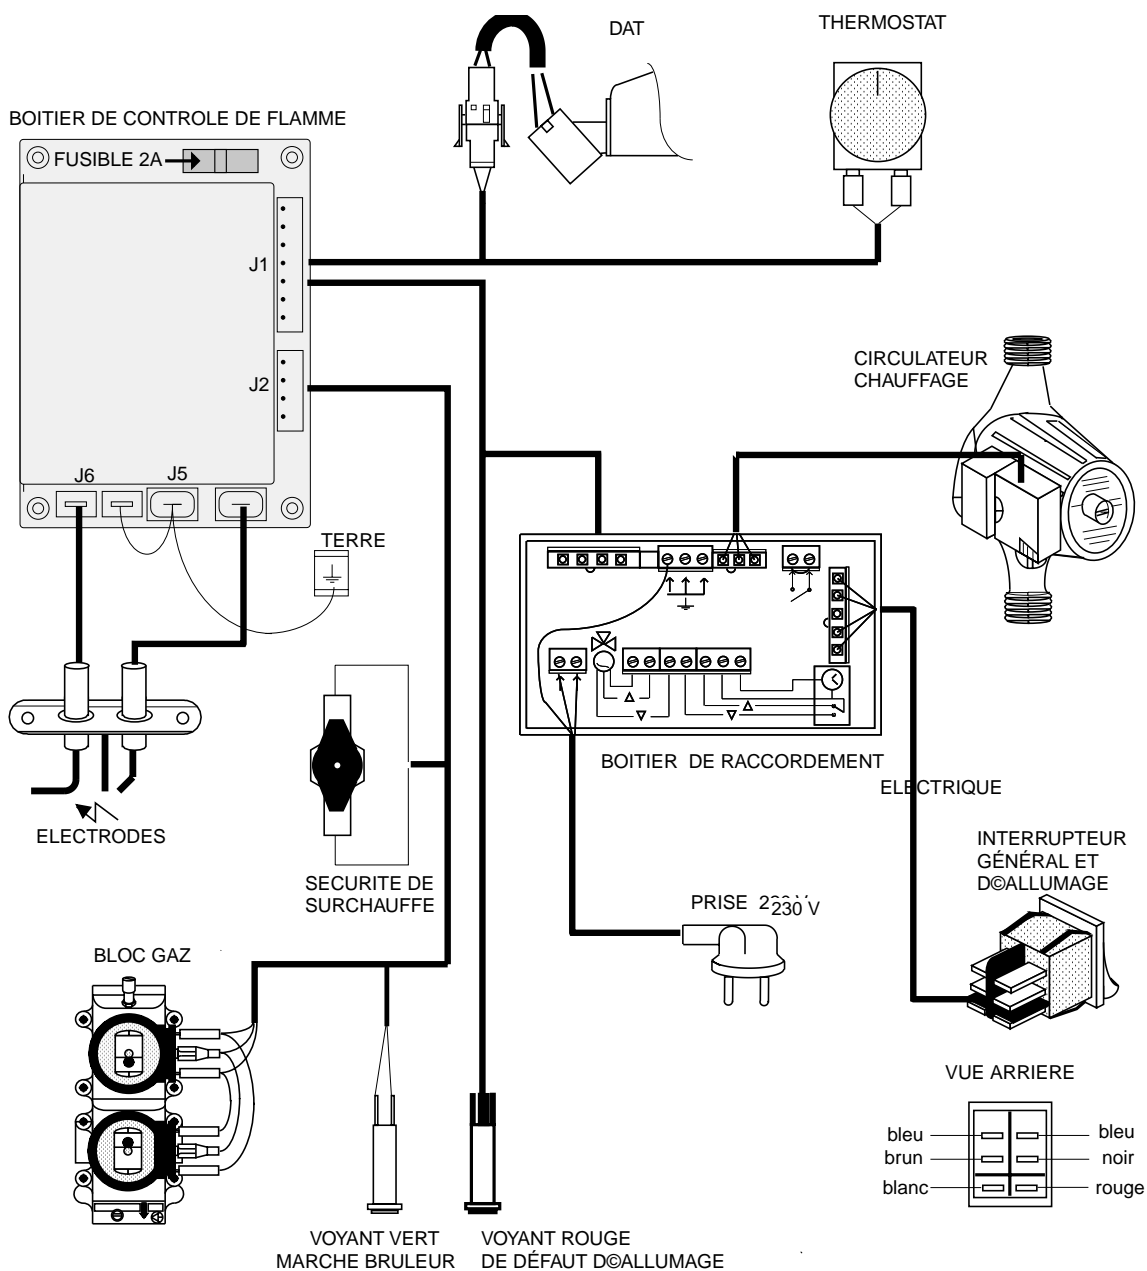 DAT
THERMOSTAT
BOITIER DE CONTROLE DE FLAMME
FUSIBLE 2A
J1
J2
J6
J5
TERRE
CIRCULATEUR
CHAUFFAGE
BOITIER DE RACCORDEMENT
ELECTRIQUE
ELECTRODES
SECURITE DE
SURCHAUFFE
INTERRUPTEUR
GÉNÉRAL ET
D©ALLUMAGE
PRISE
230 V
BLOC GAZ
VUE ARRIERE
bleu
bleu
brun
noir
blanc
rouge
VOYANT VERT
MARCHE BRULEUR
VOYANT ROUGE
DE DÉFAUT D©ALLUMAGE